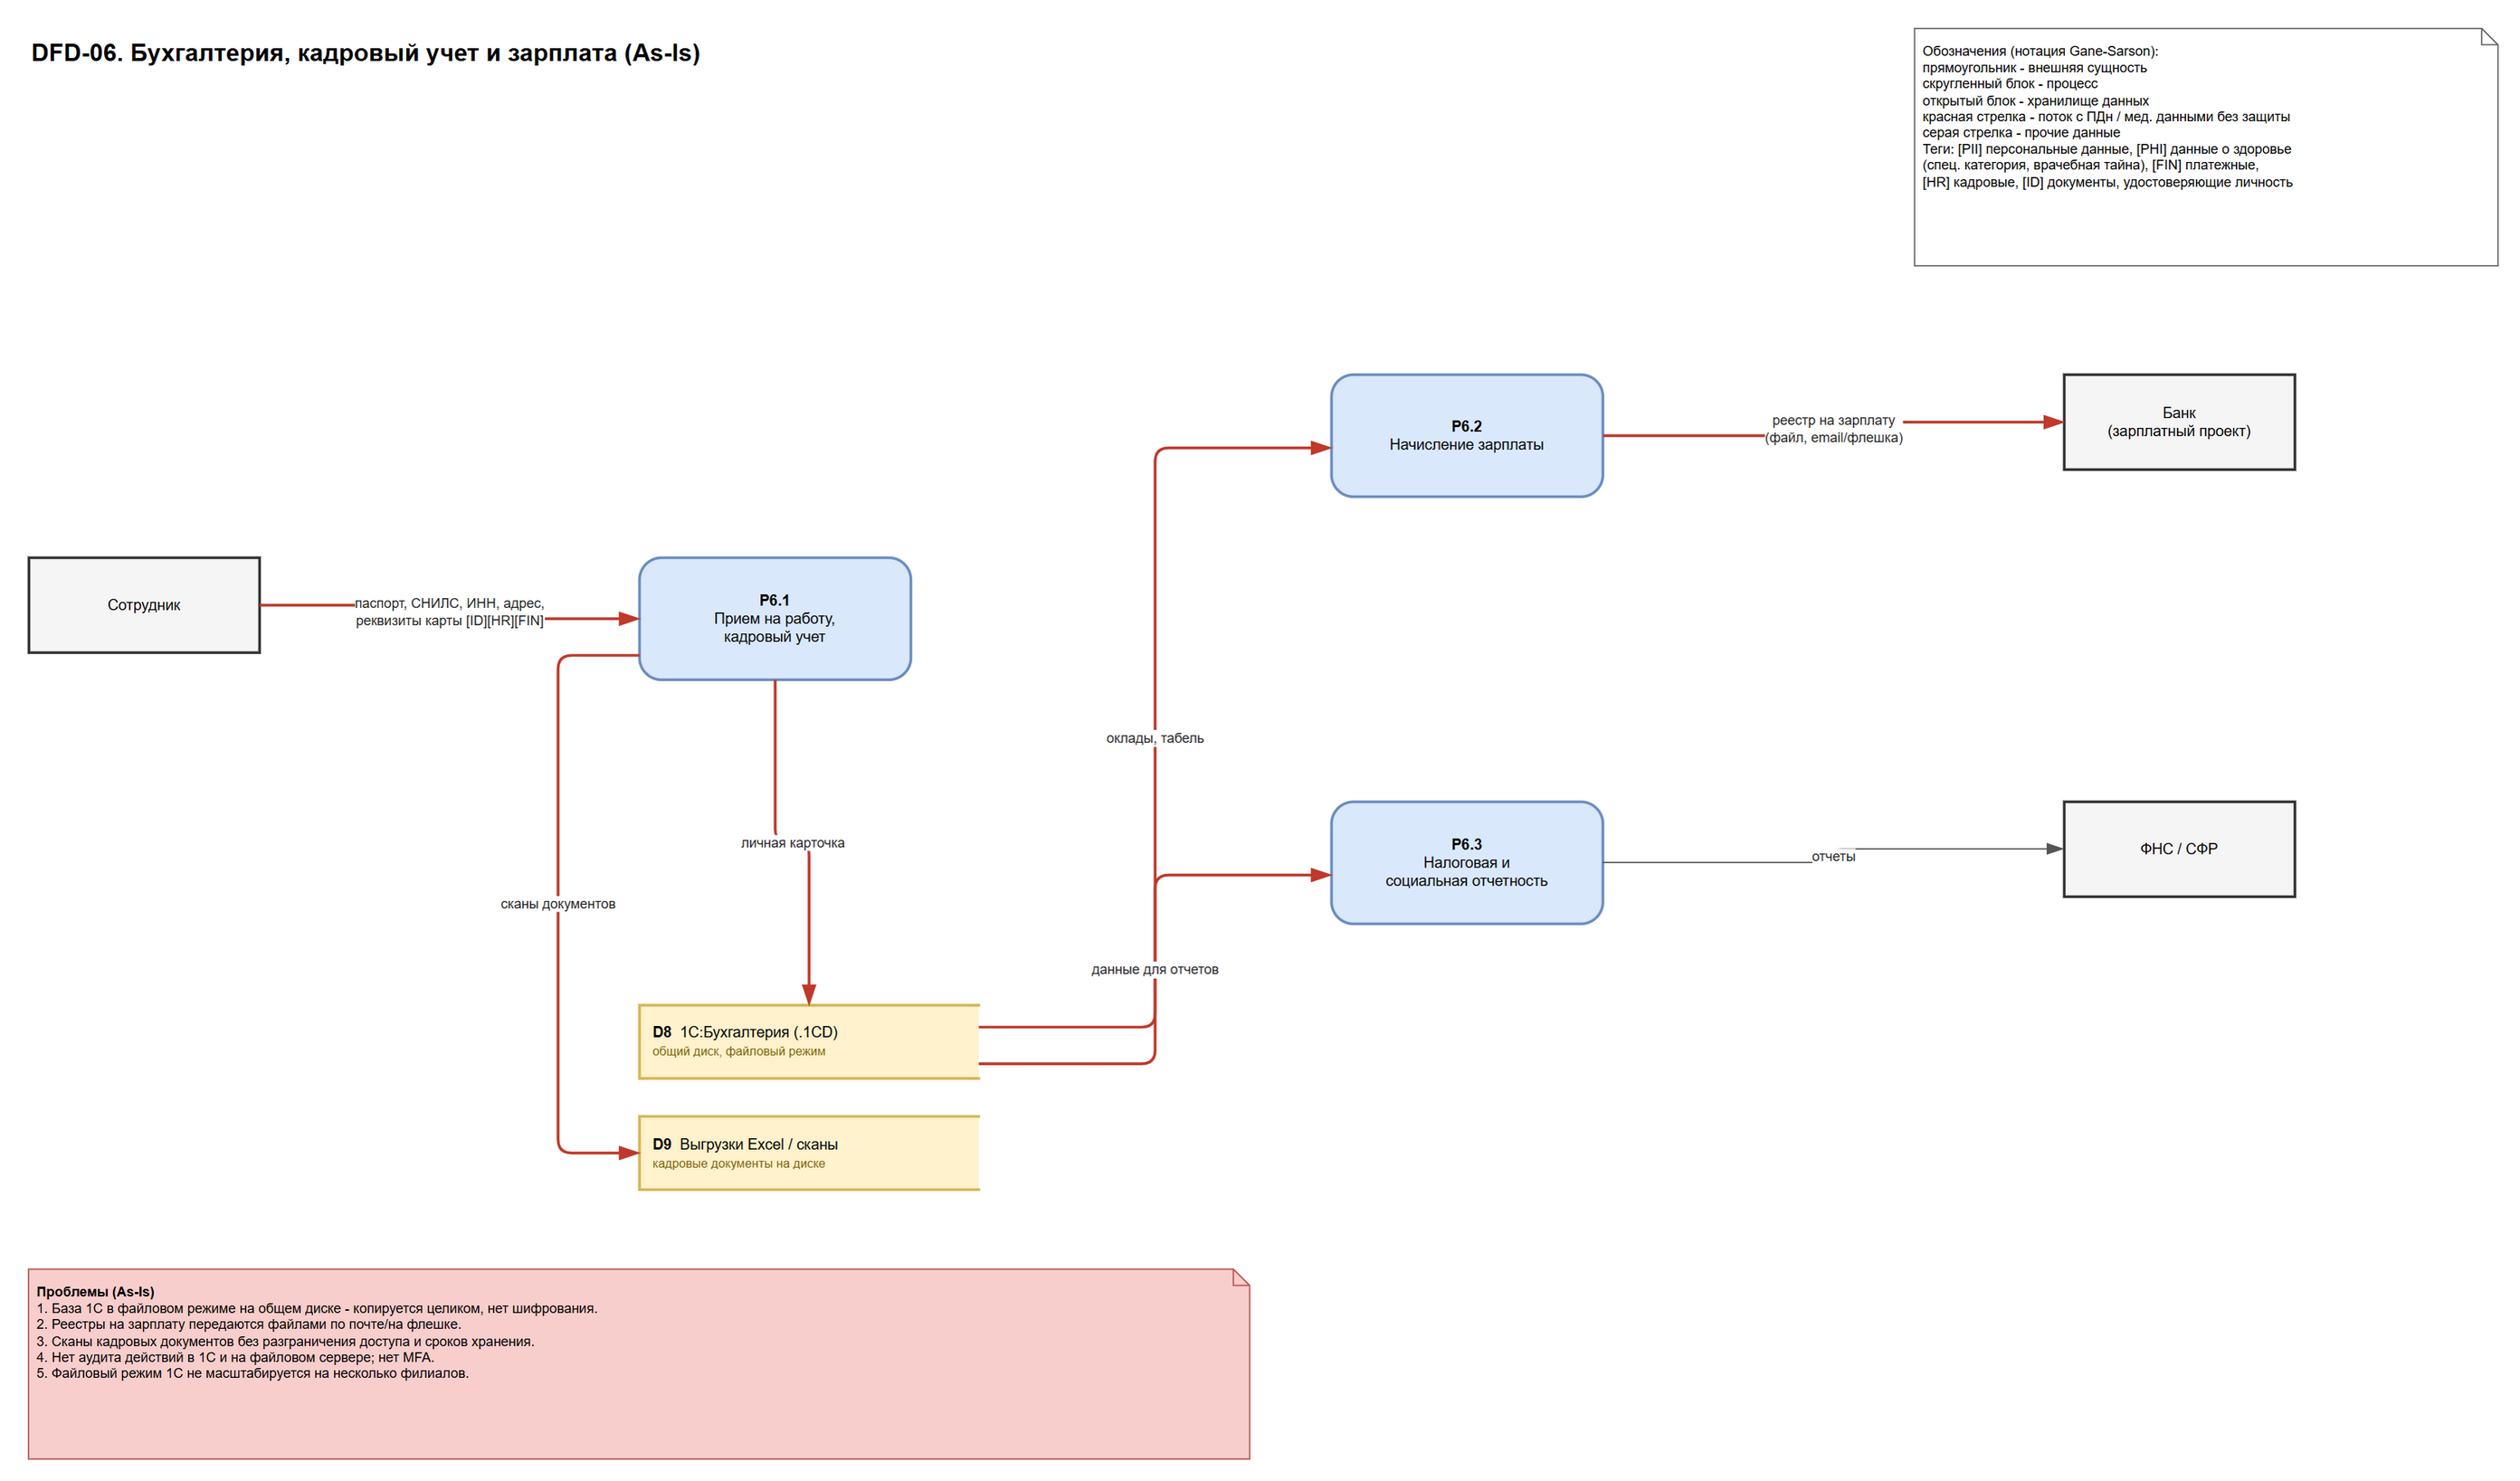 DFD-06. Бухгалтерия, кадровый учет и зарплата (As-Is)
Обозначения (нотация Gane-Sarson):
прямоугольник - внешняя сущность
скругленный блок - процесс
открытый блок - хранилище данных
красная стрелка - поток с ПДн / мед. данными без защиты
серая стрелка - прочие данные
Теги: [PII] персональные данные, [PHI] данные о здоровье
(спец. категория, врачебная тайна), [FIN] платежные,
[HR] кадровые, [ID] документы, удостоверяющие личность
P6.2
Начисление зарплаты
реестр на зарплату
(файл, email/флешка)
Банк
(зарплатный проект)
Сотрудник
паспорт, СНИЛС, ИНН, адрес,
реквизиты карты [ID][HR][FIN]
P6.1
Прием на работу,
кадровый учет
оклады, табель
личная карточка
сканы документов
P6.3
Налоговая и
социальная отчетность
отчеты
ФНС / СФР
данные для отчетов
D8 1С:Бухгалтерия (.1CD)
общий диск, файловый режим
D9 Выгрузки Excel / сканы
кадровые документы на диске
Проблемы (As-Is)
1. База 1С в файловом режиме на общем диске - копируется целиком, нет шифрования.
2. Реестры на зарплату передаются файлами по почте/на флешке.
3. Сканы кадровых документов без разграничения доступа и сроков хранения.
4. Нет аудита действий в 1С и на файловом сервере; нет MFA.
5. Файловый режим 1С не масштабируется на несколько филиалов.